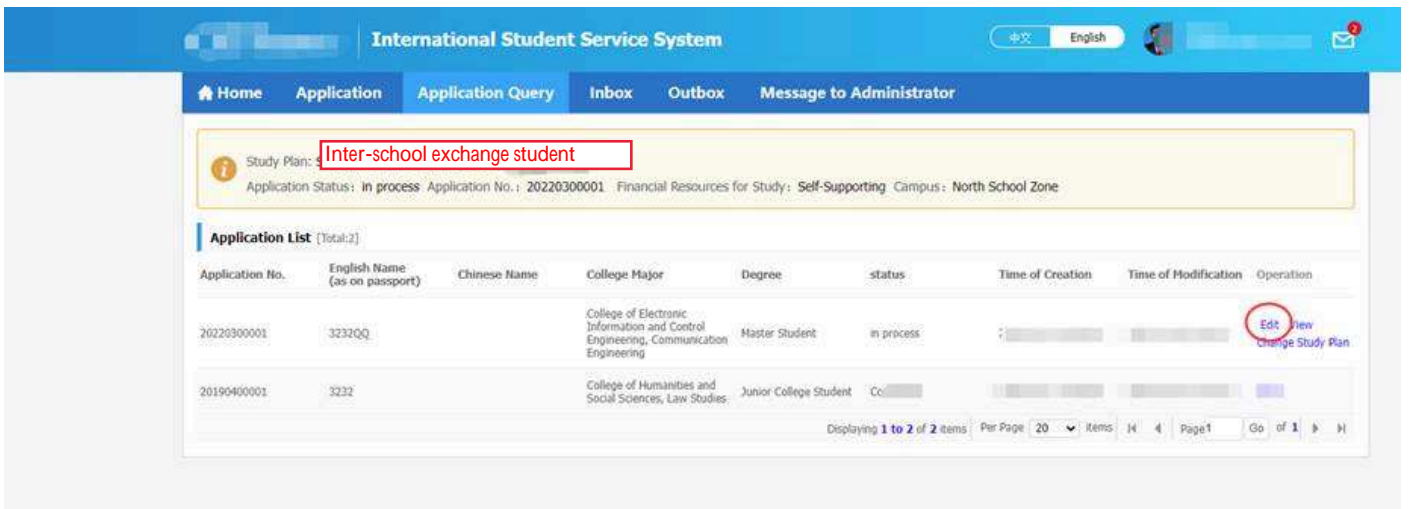 International Student Service System
中文 English
2
Home Application Application Query Inbox Outbox Message to Administrator
Study Plan: Inter-school exchange student
Application Status: in process Application No.: 20220300001 Financial Resources for Study: Self-Supporting Campus: North School Zone
Application List [Total:2]
Application No. English Name (as on passport) Chinese Name College Major Degree status Time of Creation Time of Modification Operation
20220300001 3232QQ College of Electronic Information and Control Engineering, Communication Engineering Master Student in process Edit View Change Study Plan
20190400001 3232 College of Humanities and Social Sciences, Law Studies Junior College Student Co
Displaying 1 to 2 of 2 items Per Page 20 items Page 1 Go of 1